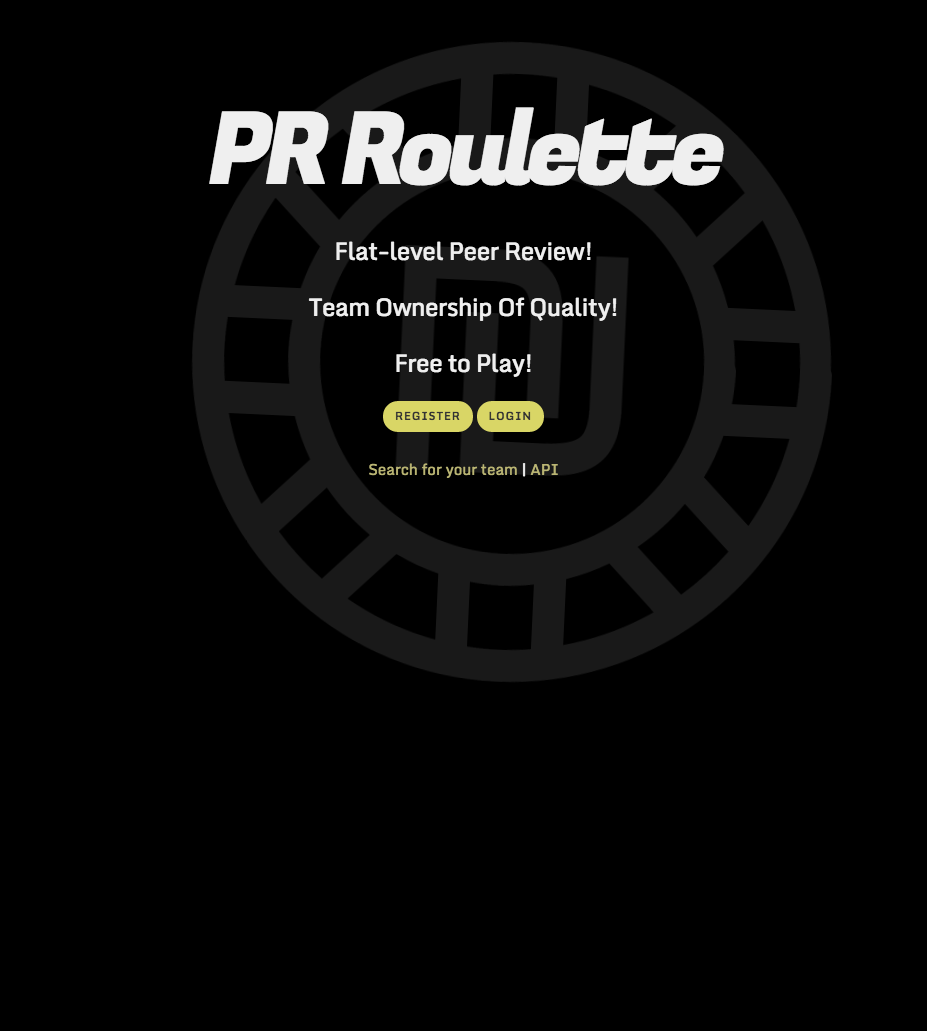 PR Roulette
Flat-level Peer Review!
Team Ownership Of Quality!
Free to Play!
REGISTER LOGIN
Search for your team | API